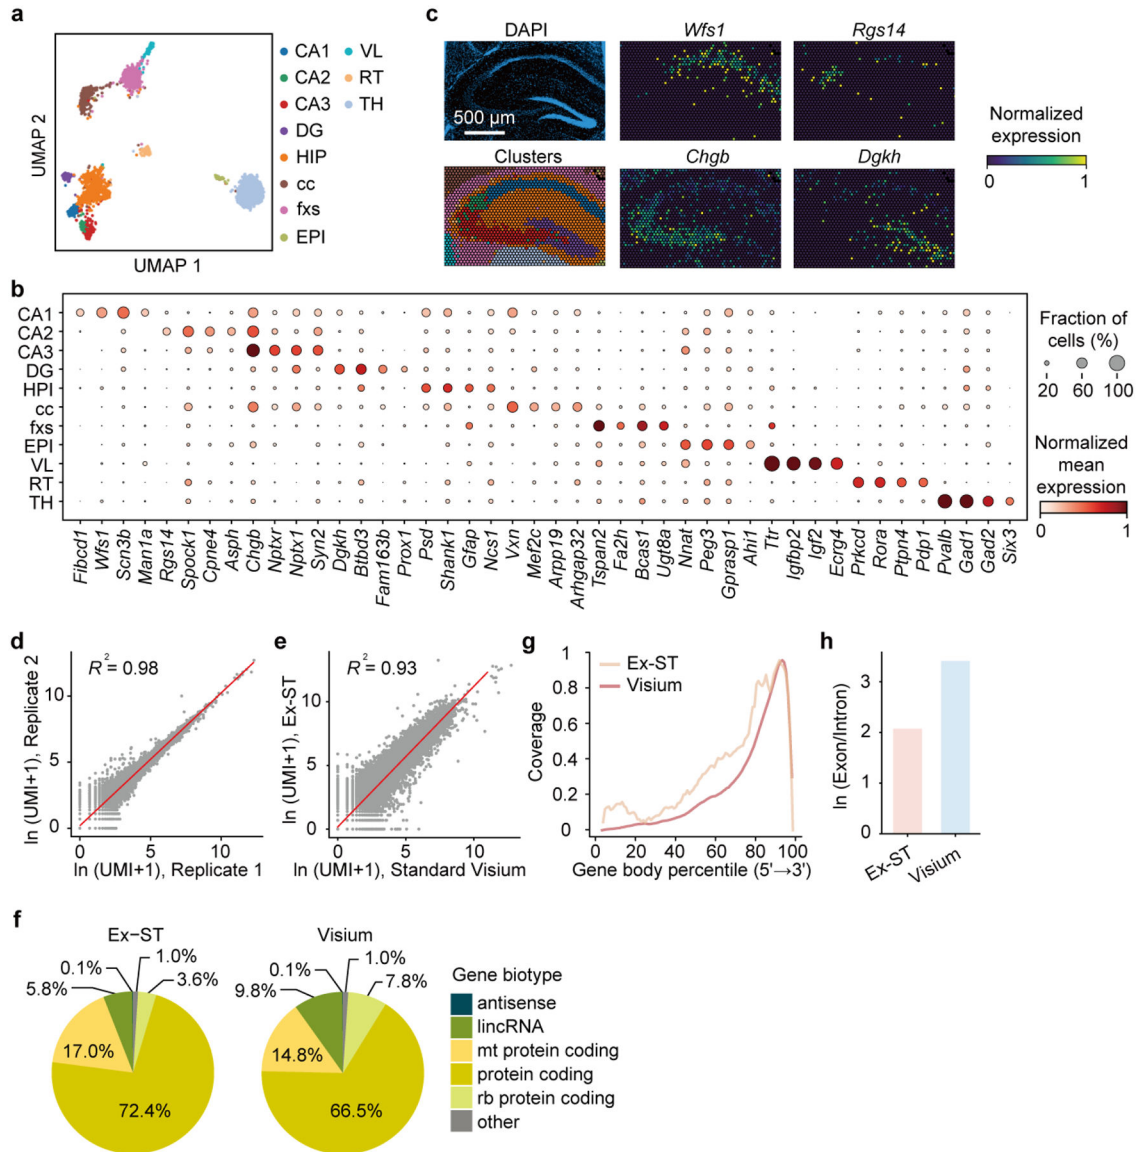 a
UMAP 2
UMAP 1
CA1
CA2
CA3
DG
HIP
cc
fxs
EPI
VL
RT
TH
c
DAPI
Wfs1
Rgs14
500 µm
Clusters
Chgb
Dgkh
Normalized
expression
0 1
b
CA1
CA2
CA3
DG
HPI
cc
fxs
EPI
VL
RT
TH
Fibcd1
Wfs1
Scn3b
Man1a
Rgs14
Spock1
Cpne4
Asph
Chgb
Nptxr
Nptx1
Syn2
Dgkh
Btbd3
Fam163b
Prox1
Psd
Shank1
Gfap
Ncs1
Vxn
Mef2c
Arpp19
Arhgap32
Tspan2
Fa2h
Bcas1
Ugt8a
Nnat
Peg3
Gprasp1
Ahi1
Ttr
Igfbp2
Igf2
Ecrg4
Prkcd
Rora
Ptpn4
Pdp1
Pvalb
Gad1
Gad2
Six3
Fraction of
cells (%)
20 60 100
Normalized
mean
expression
0 1
d
R² = 0.98
ln (UMI+1), Replicate 2
10
5
0
0 5 10
ln (UMI+1), Replicate 1
e
R² = 0.93
ln (UMI+1), Ex-ST
10
5
0
0 5 10
ln (UMI+1), Standard Visium
g
Ex-ST
Visium
Coverage
1
0.8
0.6
0.4
0.2
0
0 20 40 60 80 100
Gene body percentile (5'→3')
h
ln (Exon/Intron)
3
2
1
0
Ex-ST
Visium
f
Ex−ST
0.1%
1.0%
5.8%
3.6%
17.0%
72.4%
Visium
0.1%
1.0%
9.8%
7.8%
14.8%
66.5%
Gene biotype
antisense
lincRNA
mt protein coding
protein coding
rb protein coding
other